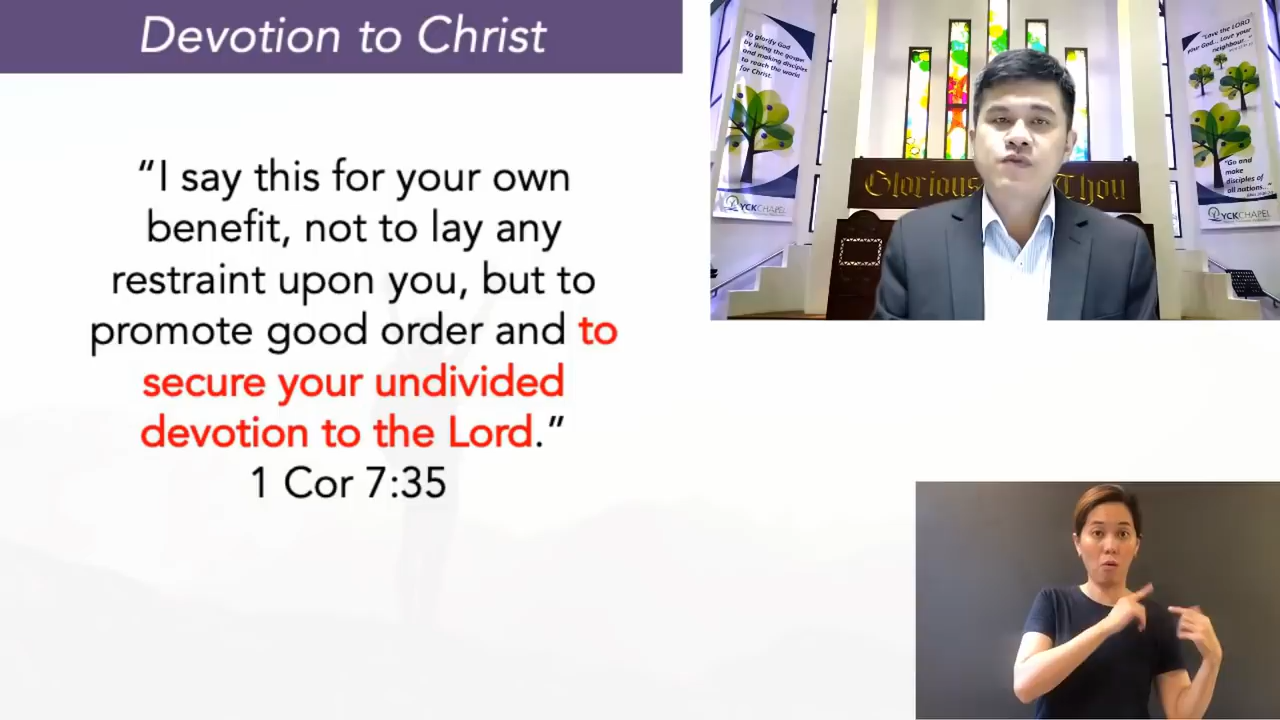 Devotion to Christ
“I say this for your own
benefit, not to lay any
restraint upon you, but to
promote good order and to
secure your undivided
devotion to the Lord.”
1 Cor 7:35
To glorify God
by living the gospel
and making disciples
to reach the world
for Christ.
YCKCHAPEL
Glorious Thou
"Love the LORD
your God... Love your
neighbour..."
"Go and
make
disciples of
all nations..."
YCKCHAPEL